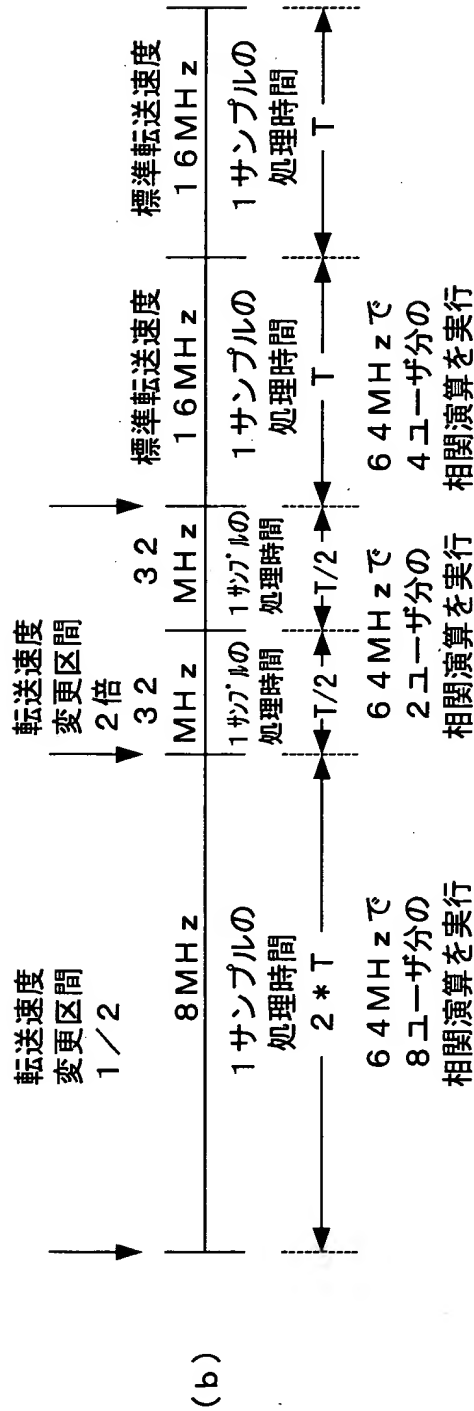 (b)
転送速度
変更区間
1/2
転送速度
変更区間
2倍
8MHz
32
MHz
32
MHz
標準転送速度
16MHz
標準転送速度
16MHz
1サンプルの
処理時間
1サンプルの
処理時間
1サンプルの
処理時間
1サンプルの
処理時間
1サンプルの
処理時間
2*T
T/2
T/2
T
T
64MHzで
8ユーザ分の
相関演算を実行
64MHzで
2ユーザ分の
相関演算を実行
64MHzで
4ユーザ分の
相関演算を実行